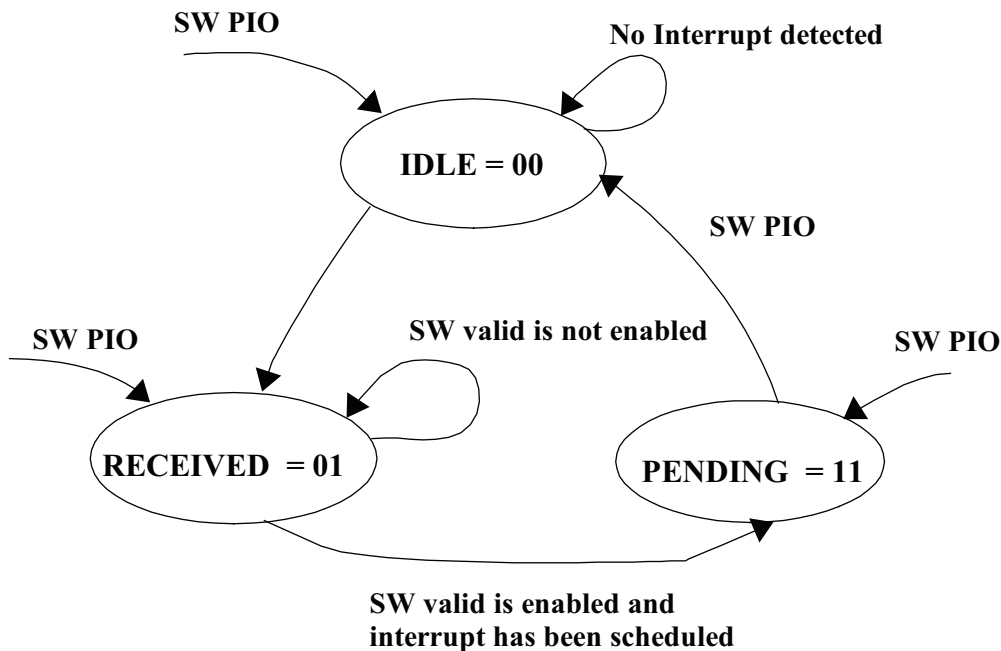 SW PIO
No Interrupt detected
IDLE = 00
SW PIO
SW PIO
SW valid is not enabled
SW PIO
RECEIVED = 01
PENDING = 11
SW valid is enabled and
interrupt has been scheduled